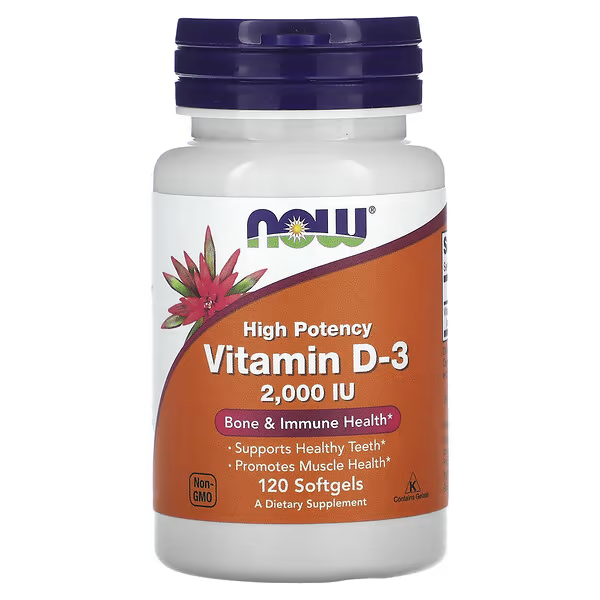 NOW®
High Potency
Vitamin D-3
2,000 IU
Bone & Immune Health*
• Supports Healthy Teeth*
• Promotes Muscle Health*
120 Softgels
A Dietary Supplement
Non-
GMO
K
Contains Gelatin